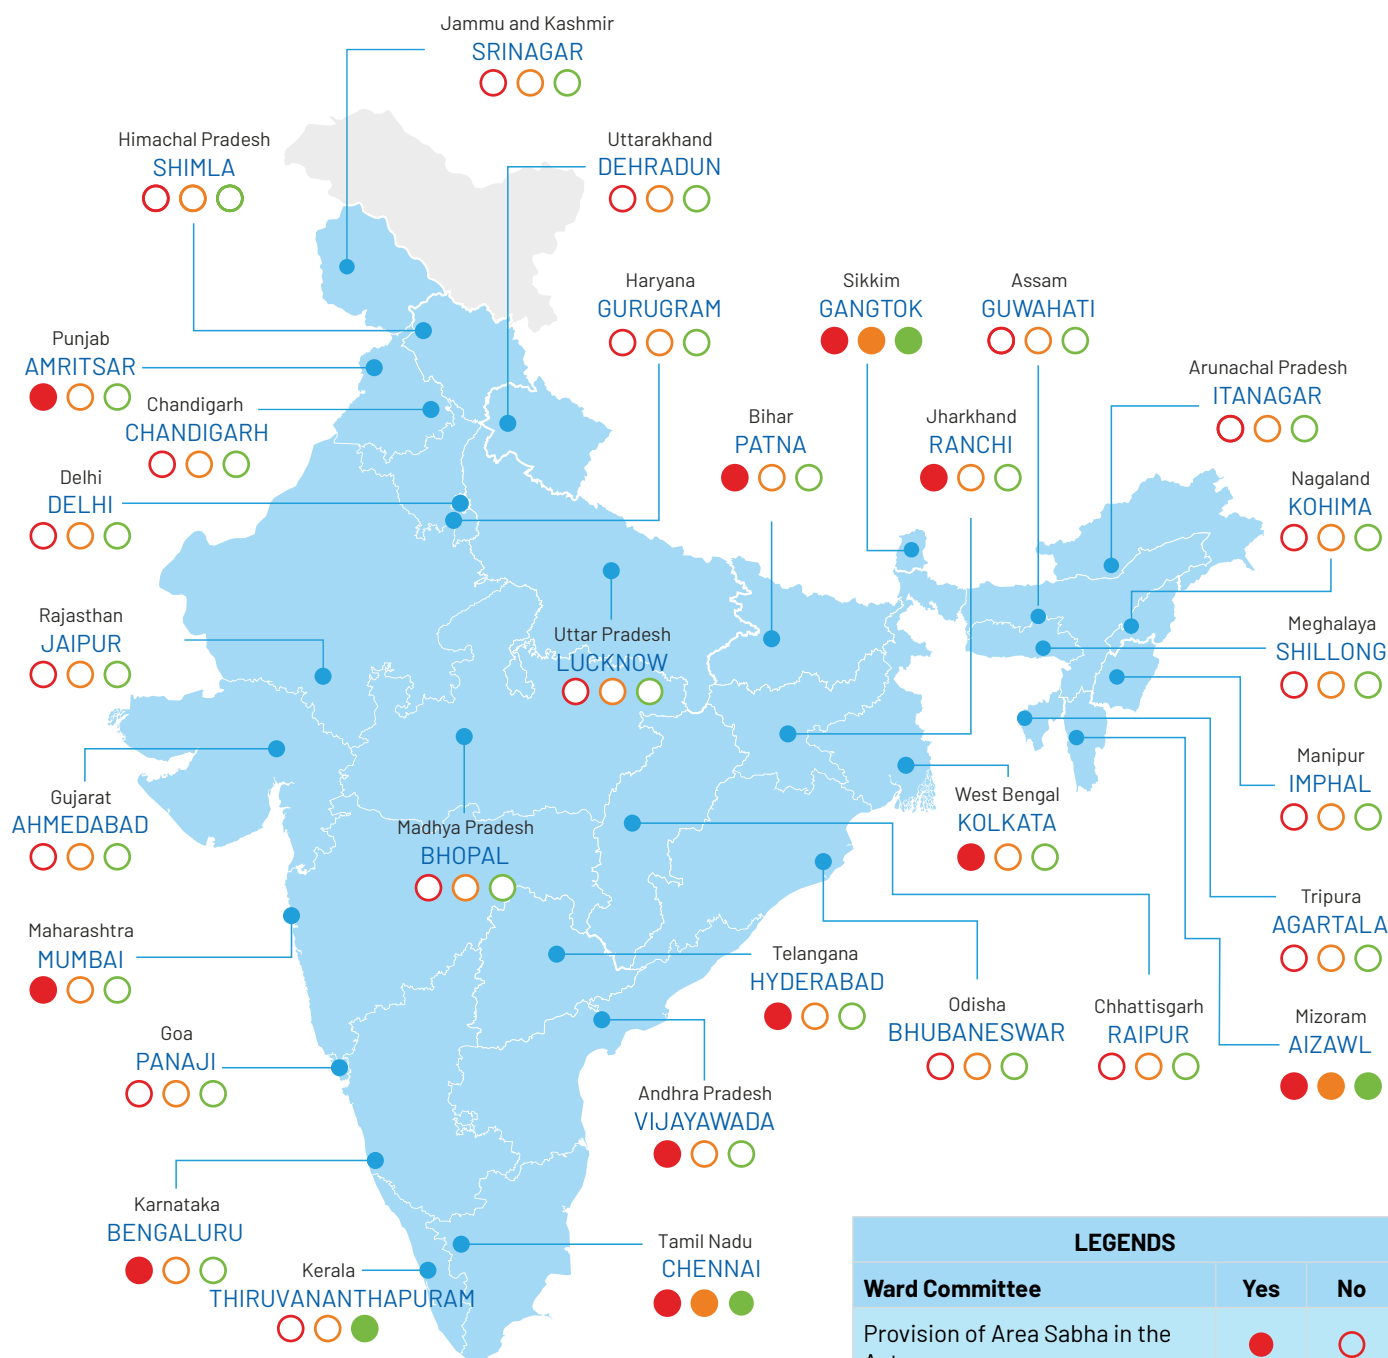 Jammu and Kashmir
SRINAGAR
Himachal Pradesh
SHIMLA
Uttarakhand
DEHRADUN
Haryana
GURUGRAM
Sikkim
GANGTOK
Assam
GUWAHATI
Punjab
AMRITSAR
Arunachal Pradesh
ITANAGAR
Chandigarh
CHANDIGARH
Bihar
PATNA
Jharkhand
RANCHI
Delhi
DELHI
Nagaland
KOHIMA
Rajasthan
JAIPUR
Uttar Pradesh
LUCKNOW
Meghalaya
SHILLONG
Manipur
IMPHAL
Gujarat
AHMEDABAD
Madhya Pradesh
BHOPAL
West Bengal
KOLKATA
Tripura
AGARTALA
Maharashtra
MUMBAI
Telangana
HYDERABAD
Odisha
BHUBANESWAR
Chhattisgarh
RAIPUR
Mizoram
AIZAWL
Goa
PANAJI
Andhra Pradesh
VIJAYAWADA
Karnataka
BENGALURU
Kerala
THIRUVANANTHAPURAM
Tamil Nadu
CHENNAI
LEGENDS
Ward Committee Yes No
Provision of Area Sabha in the